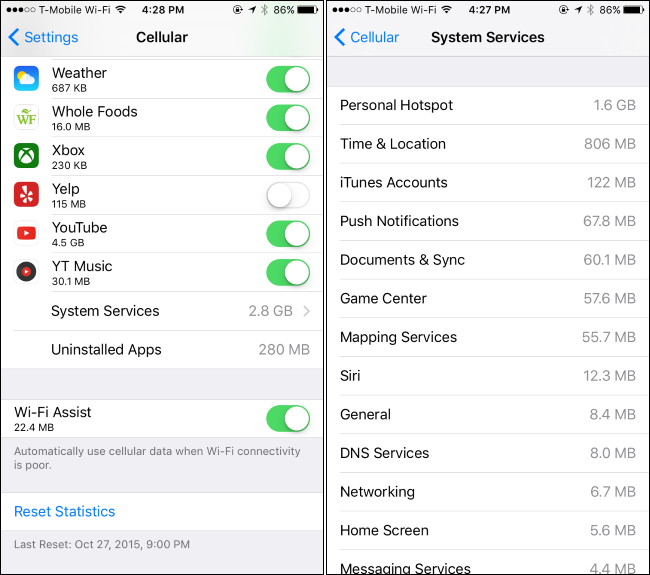 T-Mobile Wi-Fi 4:28 PM 86%
Settings Cellular
Weather
687 KB
WF Whole Foods
16.0 MB
Xbox
230 KB
Yelp
115 MB
YouTube
4.5 GB
YT Music
30.1 MB
System Services 2.8 GB
Uninstalled Apps 280 MB
Wi-Fi Assist
22.4 MB
Automatically use cellular data when Wi-Fi connectivity
is poor.
Reset Statistics
Last Reset: Oct 27, 2015, 9:00 PM
T-Mobile Wi-Fi 4:27 PM 86%
Cellular System Services
Personal Hotspot 1.6 GB
Time & Location 806 MB
iTunes Accounts 122 MB
Push Notifications 67.8 MB
Documents & Sync 60.1 MB
Game Center 57.6 MB
Mapping Services 55.7 MB
Siri 12.3 MB
General 8.4 MB
DNS Services 8.0 MB
Networking 6.7 MB
Home Screen 5.6 MB
Messaging Services 4.4 MB